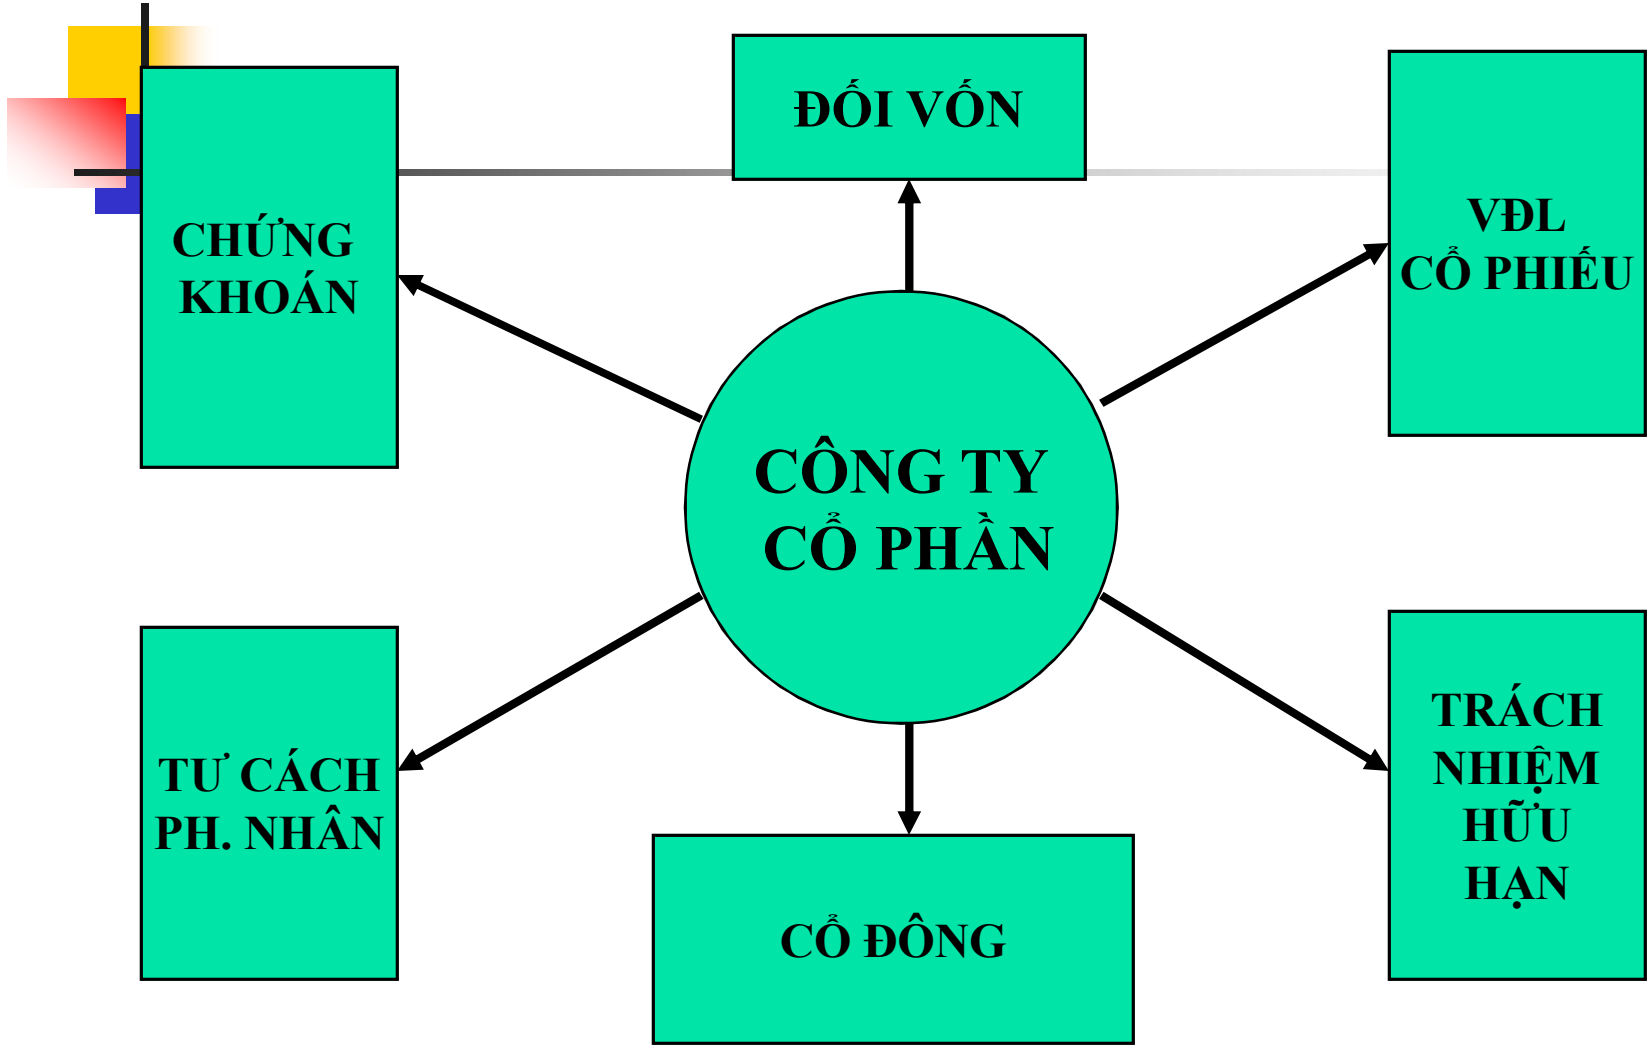 ĐỐI VỐN
CHỨNG
KHOÁN
VĐL
CỔ PHIẾU
CÔNG TY
CỔ PHẦN
TƯ CÁCH
PH. NHÂN
TRÁCH
NHIỆM
HỮU
HẠN
CỔ ĐÔNG